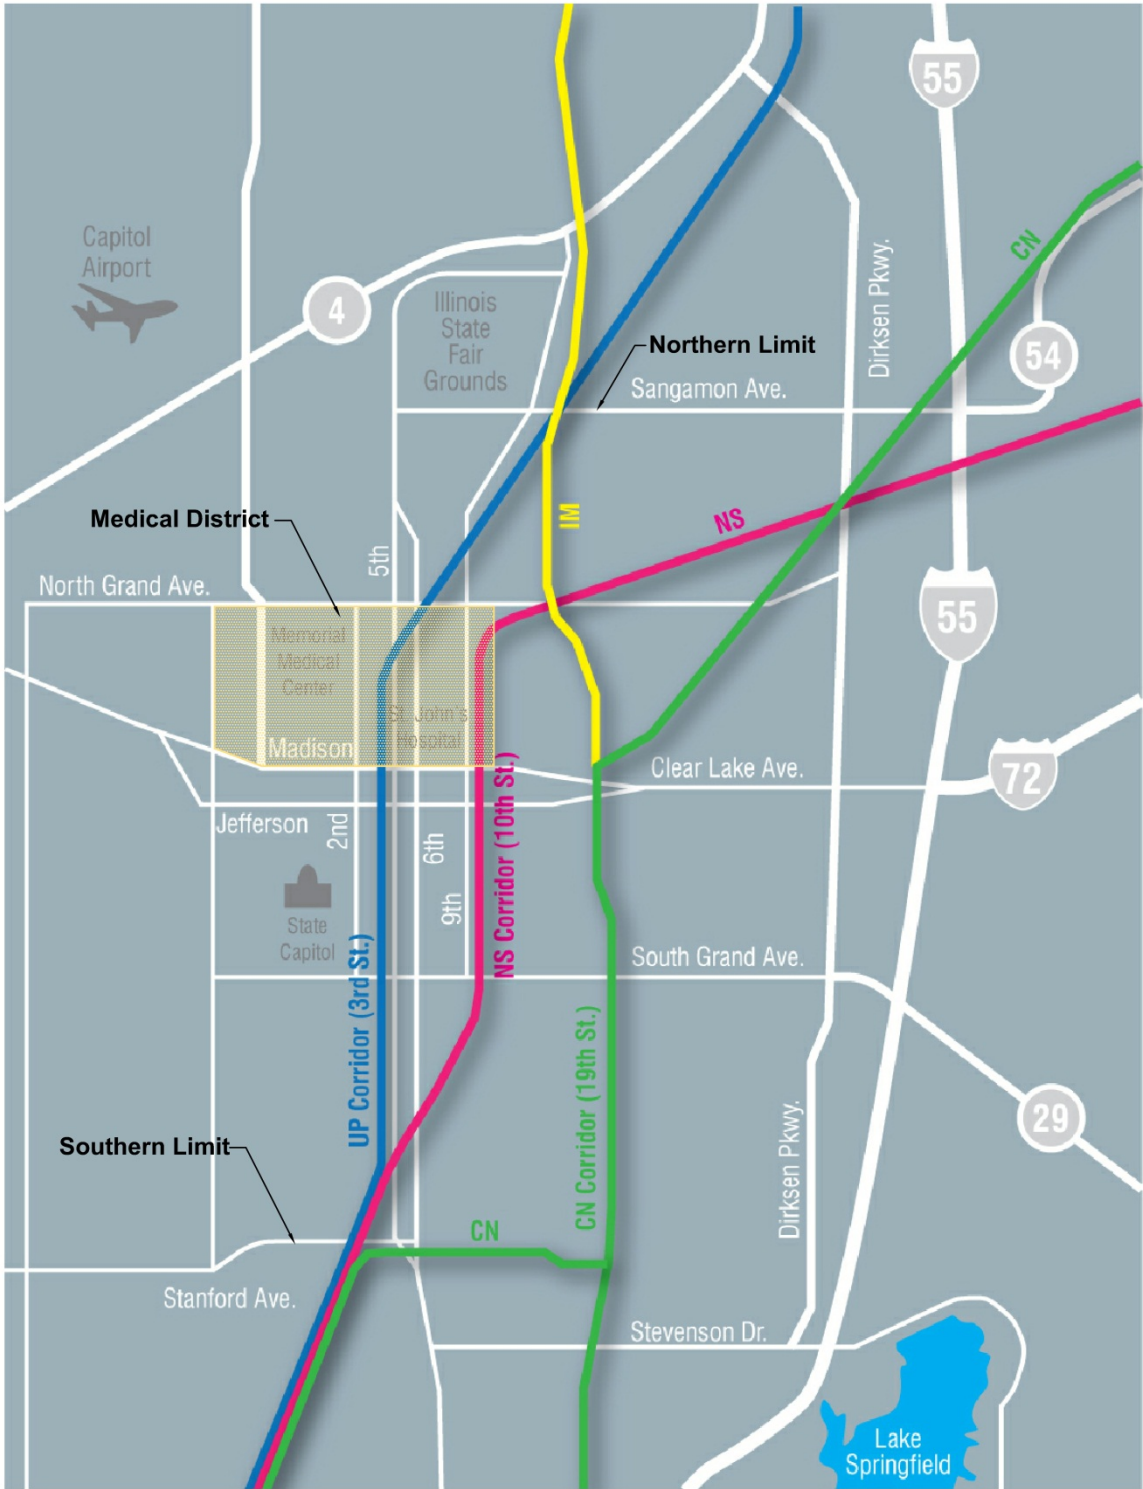 55
CN
Capitol
Airport
Dirksen Pkwy.
4
Illinois
State
Fair
Grounds
Northern Limit
54
Sangamon Ave.
Medical District
IM
NS
5th
North Grand Ave.
55
Memorial
Medical
Center
St. John's
Hospital
Madison
Clear Lake Ave.
72
Jefferson
2nd
6th
NS Corridor (10th St.)
9th
State
Capitol
South Grand Ave.
UP Corridor (3rd St.)
CN Corridor (19th St.)
29
Southern Limit
Dirksen Pkwy.
CN
Stanford Ave.
Stevenson Dr.
Lake
Springfield